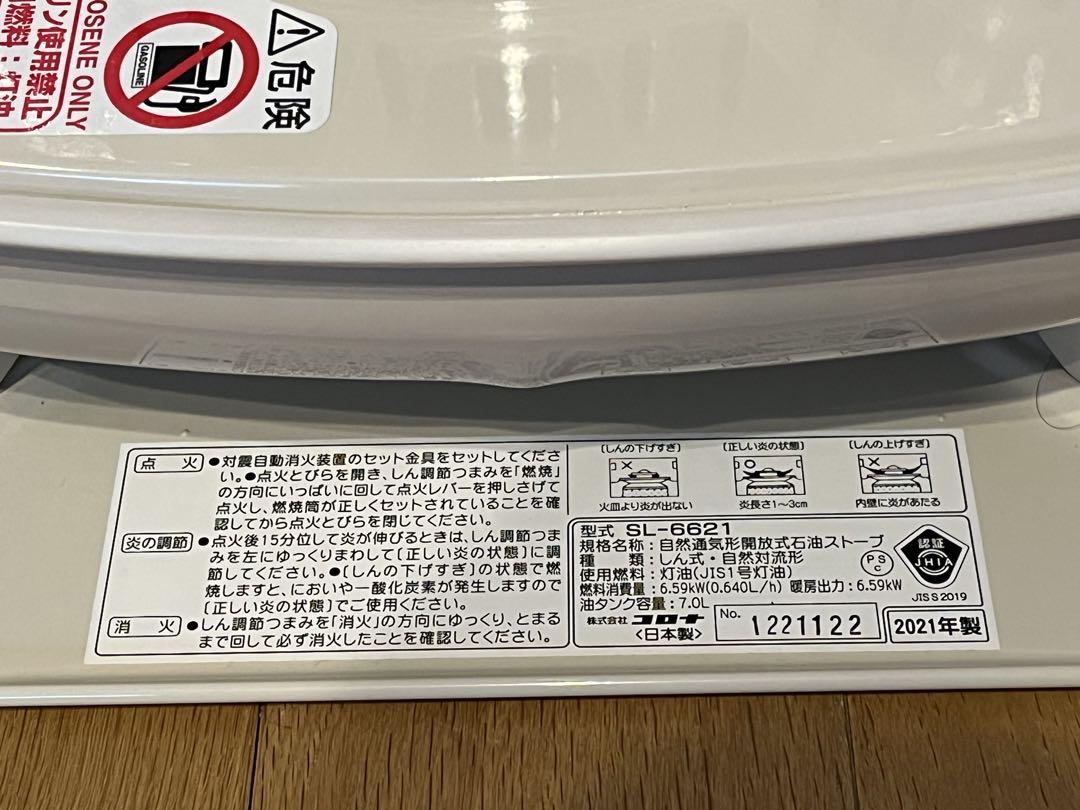 危険
GASOLINE
OSENE ONLY
リン使用禁止
燃料：灯油
点火
●対震自動消火装置のセット金具をセットしてくださ
い。●点火とびらを開き、しん調節つまみを「燃焼」
の方向にいっぱいに回して点火レバーを押しさげて
点火し、燃焼筒が正しくセットされていることを確
認してから点火とびらを閉じてください。
炎の調節
●点火後15分位して炎が伸びるときは、しん調節つま
みを左にゆっくりまわして〔正しい炎の状態〕に調
節してください。●〔しんの下げすぎ〕の状態で燃
焼しますと、においや一酸化炭素が発生しますので
〔正しい炎の状態〕でご使用ください。
消火
●しん調節つまみを「消火」の方向にゆっくり、とまる
まで回して必ず消火したことを確認してください。
〔しんの下げすぎ〕
火皿より炎が出ない
〔正しい炎の状態〕
炎長さ1～3cm
〔しんの上げすぎ〕
内壁に炎があたる
型式 SL-6621
規格名称：自然通気形開放式石油ストーブ
種類：しん式・自然対流形
使用燃料：灯油(JIS1号灯油)
燃料消費量：6.59kW(0.640L/h) 暖房出力：6.59kW
油タンク容量：7.0L
株式会社 コロナ
<日本製>
No. 1221122
2021年製
PSC
認証
JHIA
JIS S 2019